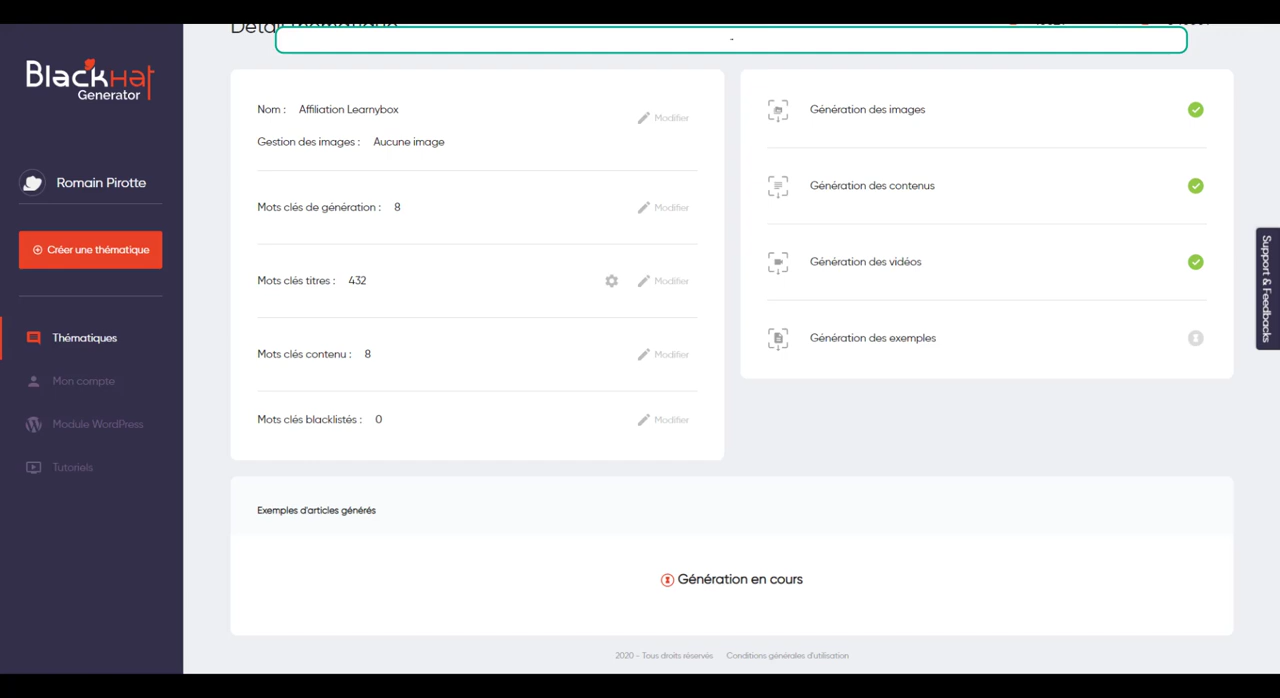 Détail thématique
BlackHat
Generator
Romain Pirotte
Créer une thématique
Thématiques
Mon compte
Module WordPress
Tutoriels
Nom : Affiliation Learnybox
Modifier
Gestion des images : Aucune image
Mots clés de génération : 8
Modifier
Mots clés titres : 432
Modifier
Mots clés contenu : 8
Modifier
Mots clés blacklistés : 0
Modifier
Génération des images
Génération des contenus
Génération des vidéos
Génération des exemples
Support & Feedbacks
Exemples d'articles générés
Génération en cours
2020 - Tous droits réservés Conditions générales d'utilisation